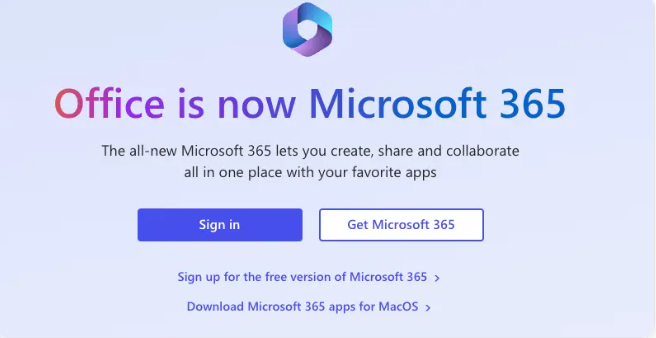 Office is now Microsoft 365
The all-new Microsoft 365 lets you create, share and collaborate
all in one place with your favorite apps
Sign in
Get Microsoft 365
Sign up for the free version of Microsoft 365 >
Download Microsoft 365 apps for MacOS >